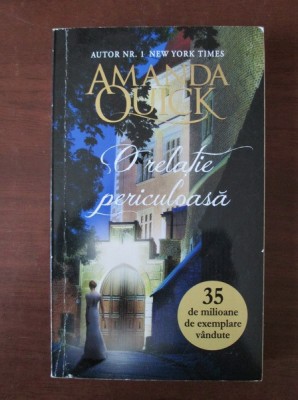 AUTOR NR. 1 NEW YORK TIMES
AMANDA
QUICK
O relație
periculoasă
35
de milioane
de exemplare
vândute